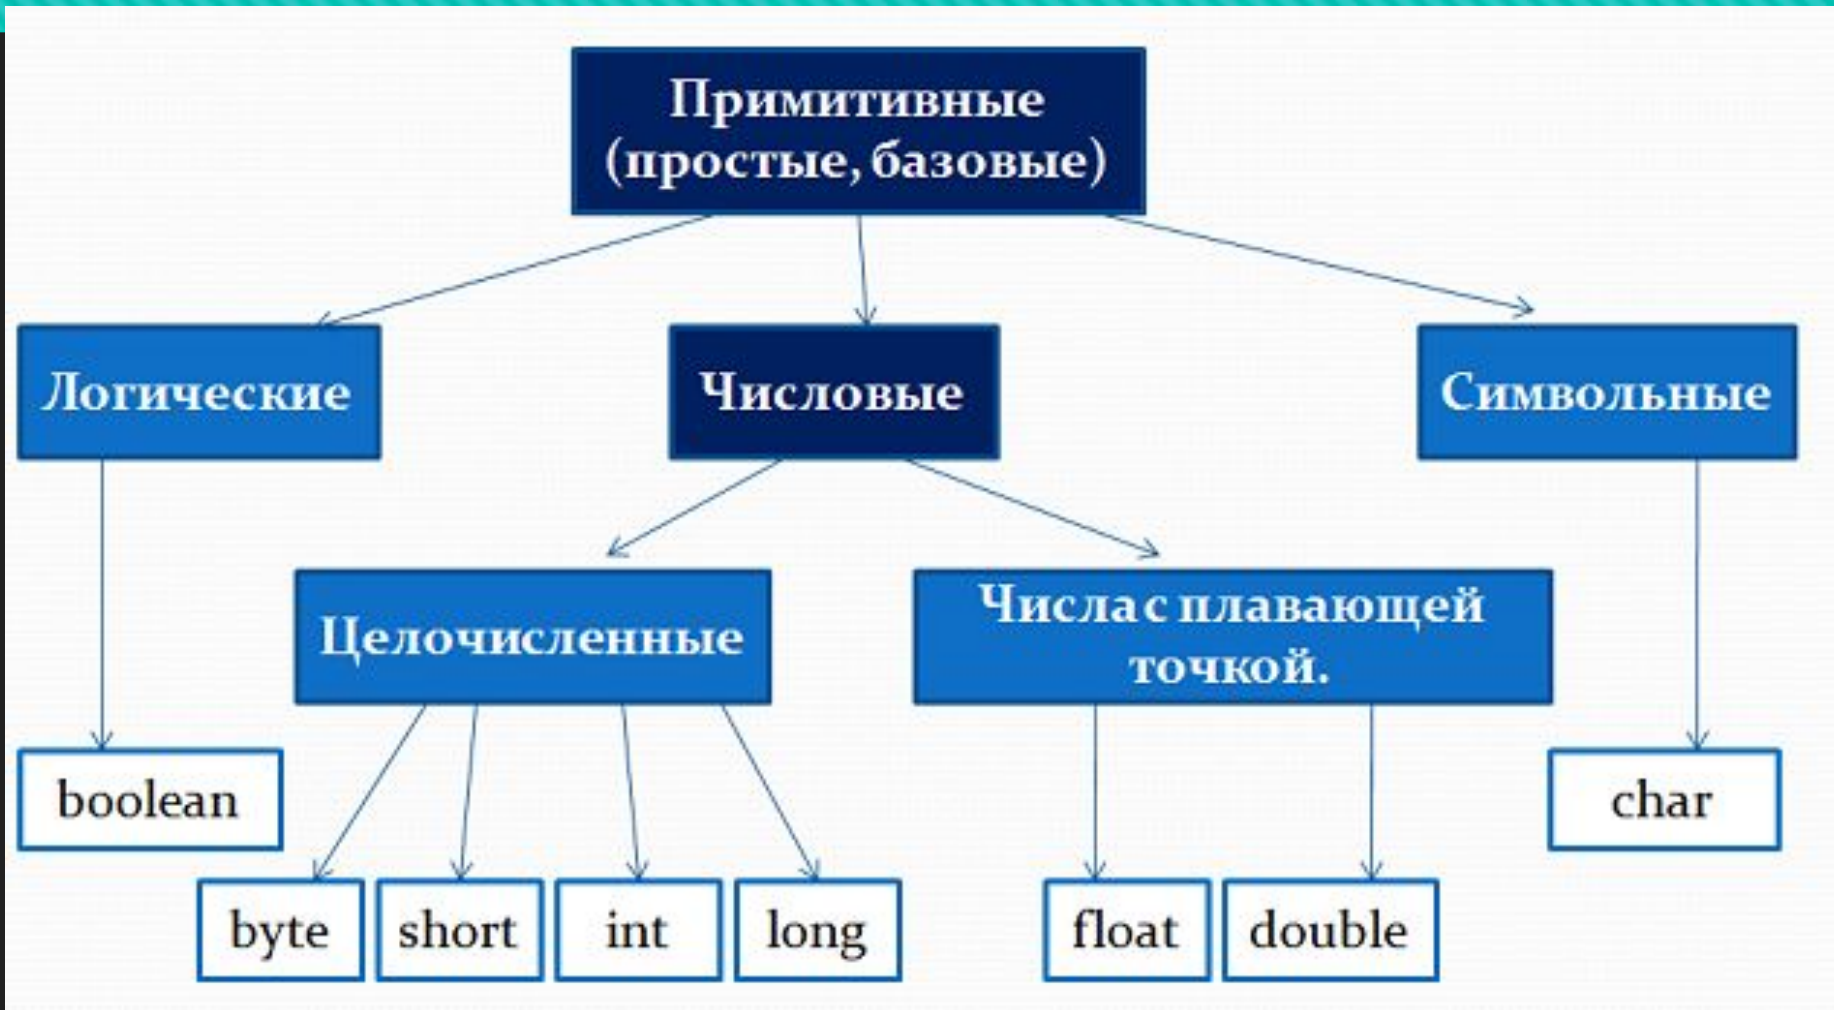 Примитивные
(простые, базовые)
Логические
Числовые
Символьные
Целочисленные
Числа с плавающей
точкой.
boolean
char
byte
short
int
long
float
double